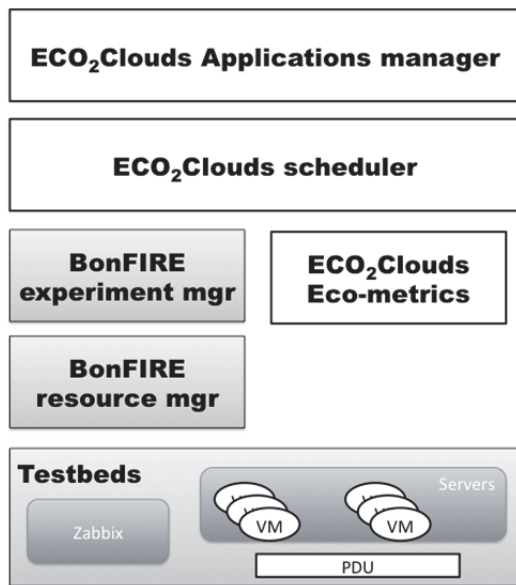 ECO₂Clouds Applications manager
ECO₂Clouds scheduler
BonFIRE
experiment mgr
ECO₂Clouds
Eco-metrics
BonFIRE
resource mgr
Testbeds
Servers
Zabbix
VM
VM
PDU